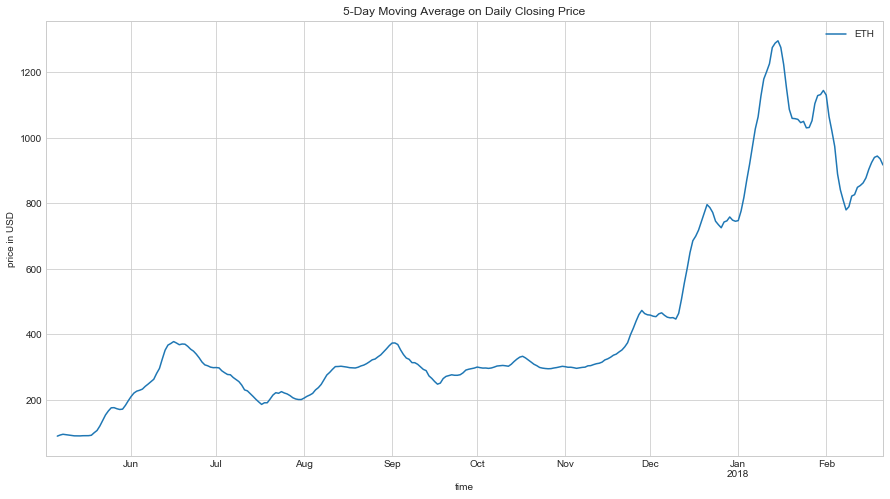 5-Day Moving Average on Daily Closing Price
ETH
1200
1000
800
600
400
200
price in USD
Jun Jul Aug Sep Oct Nov Dec Jan Feb
2018
time